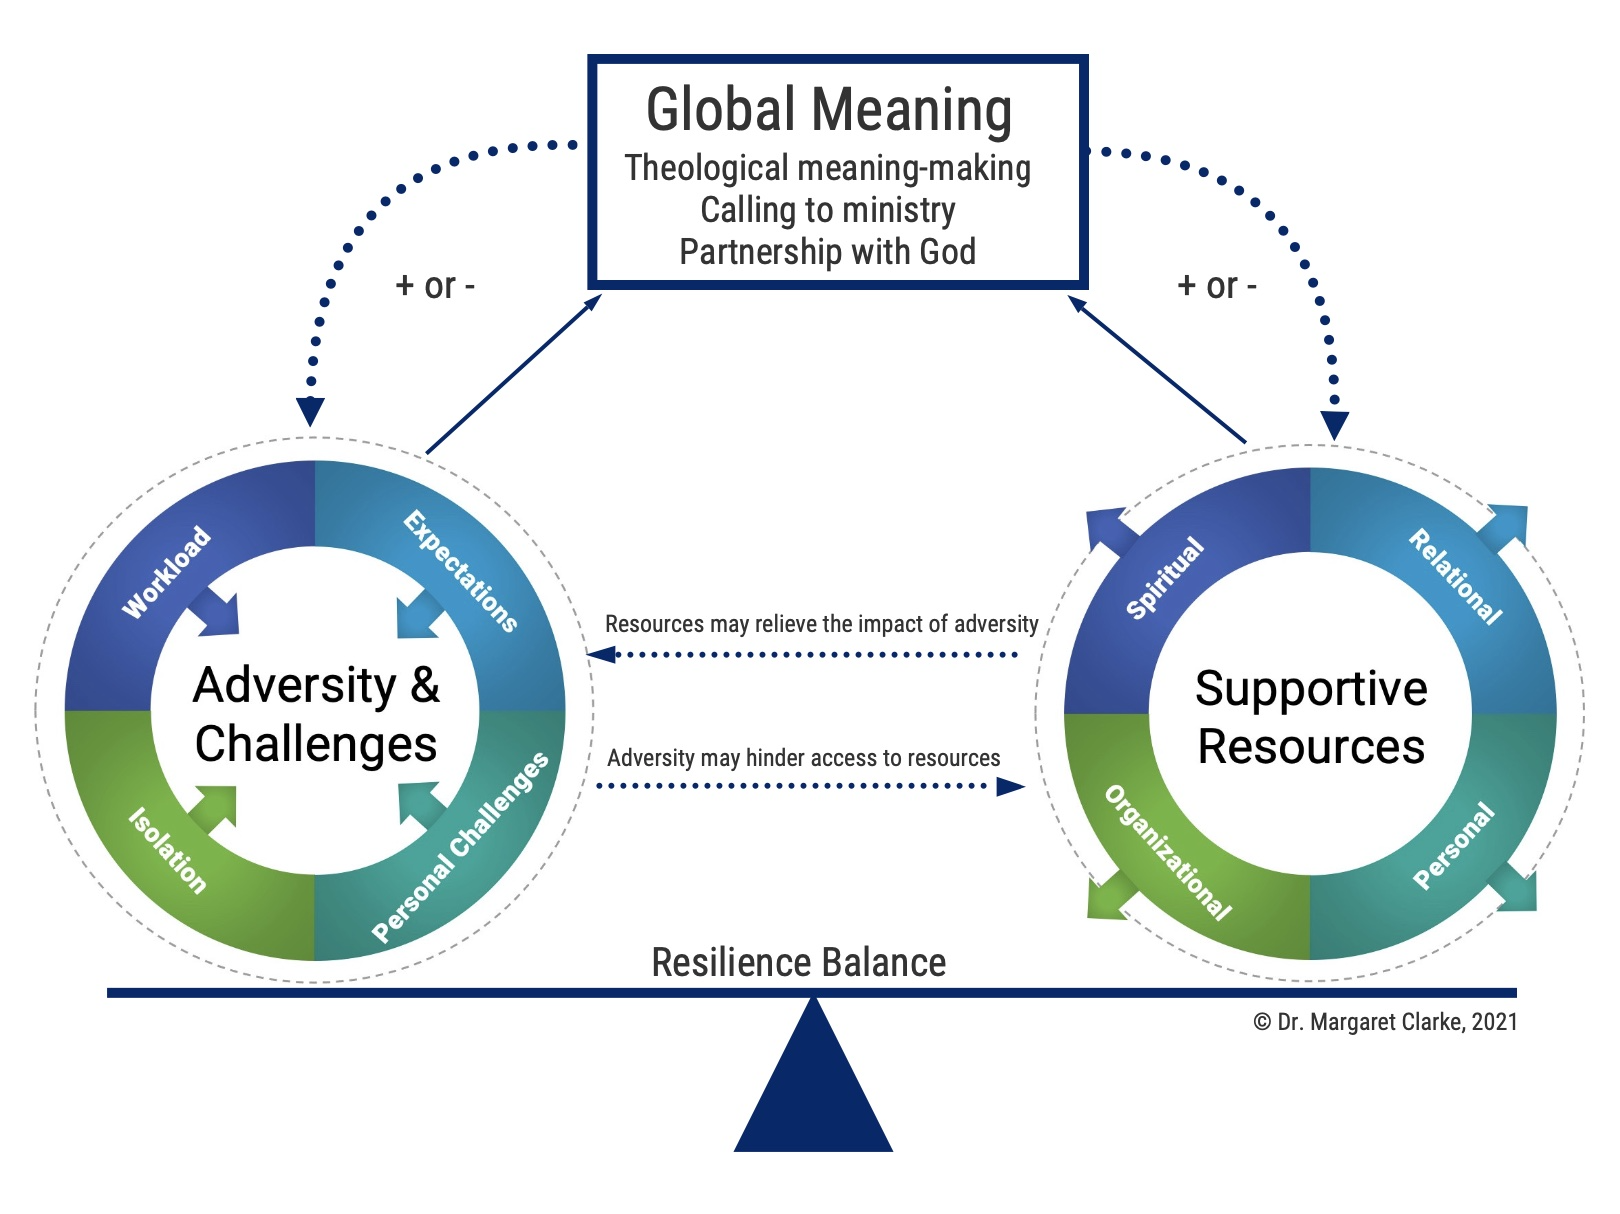 Global Meaning
Theological meaning-making
Calling to ministry
Partnership with God
+ or -
+ or -
Workload
Expectations
Adversity &
Challenges
Isolation
Personal Challenges
Resources may relieve the impact of adversity
Adversity may hinder access to resources
Spiritual
Relational
Supportive
Resources
Organizational
Personal
Resilience Balance
© Dr. Margaret Clarke, 2021